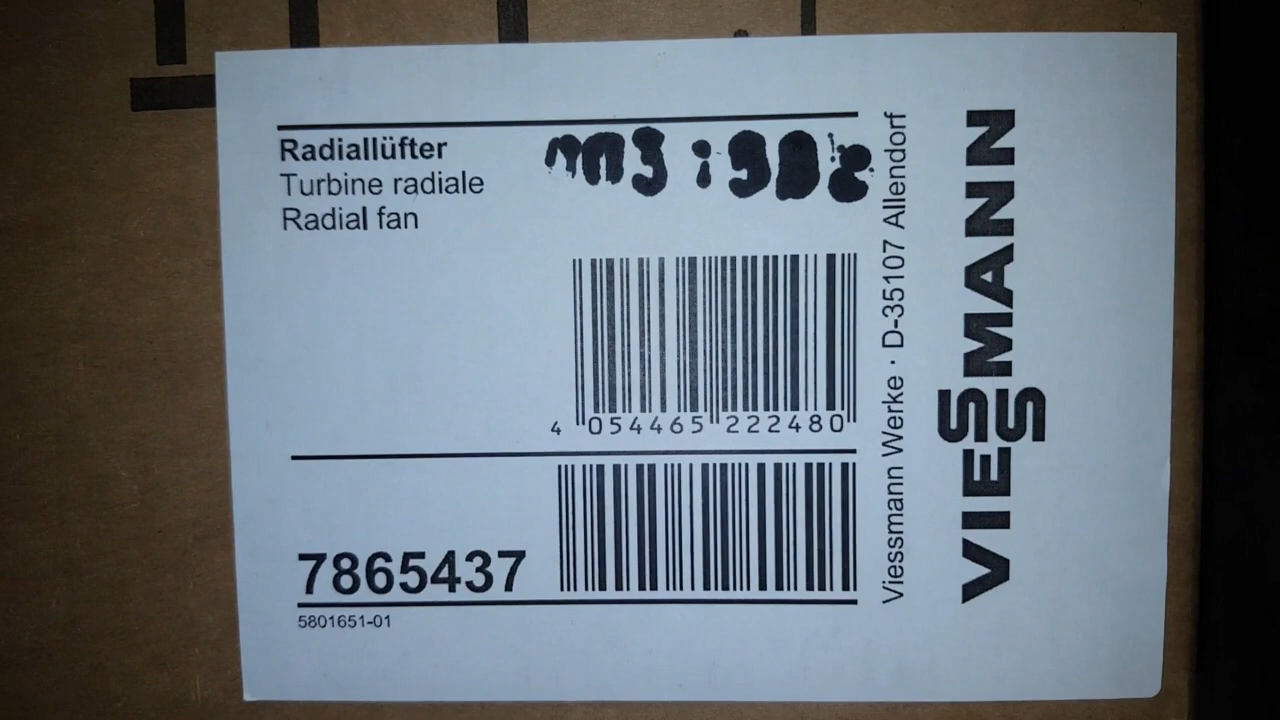 Radiallüfter
Turbine radiale
Radial fan
4 054465 222480
7865437
5801651-01
Viessmann Werke · D-35107 Allendorf
VIESSMANN